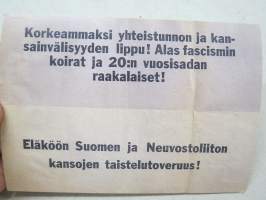 Korkeammaksi yhteistunnon ja kan-
sainvälisyyden lippu! Alas fascismin
koirat ja 20:n vuosisadan
raakalaiset!
Eläköön Suomen ja Neuvostoliiton
kansojen taistelutoveruus!